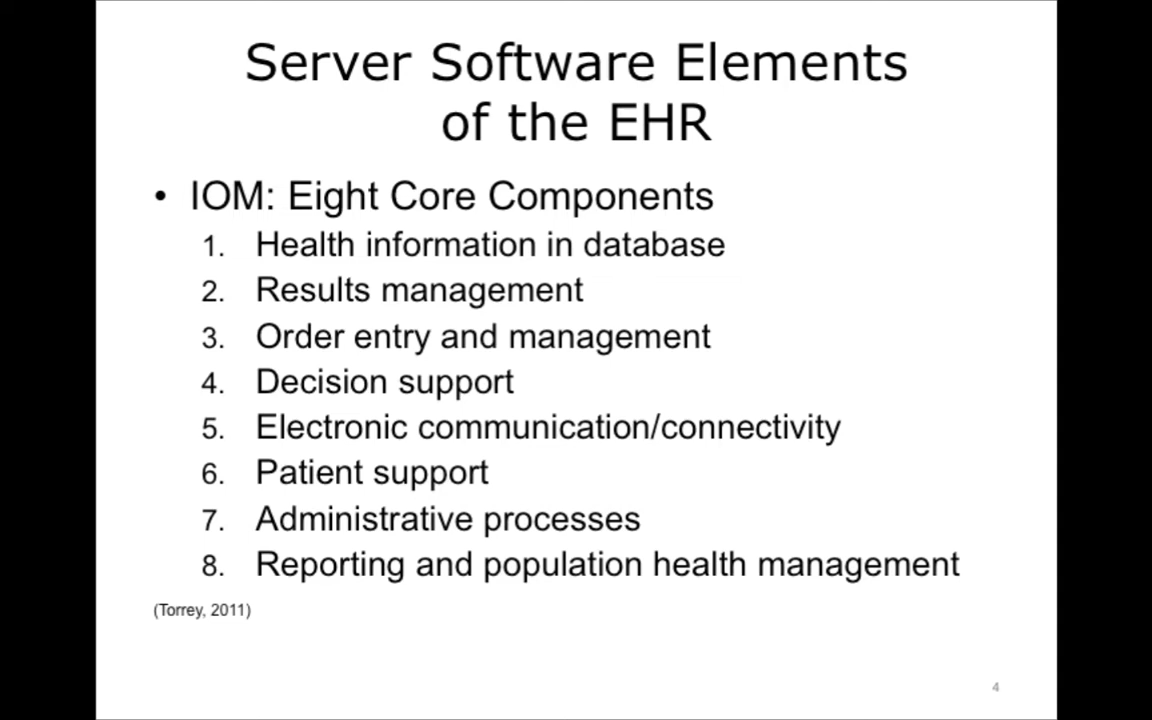 Server Software Elements
of the EHR
• IOM: Eight Core Components
1. Health information in database
2. Results management
3. Order entry and management
4. Decision support
5. Electronic communication/connectivity
6. Patient support
7. Administrative processes
8. Reporting and population health management
(Torrey, 2011)
4